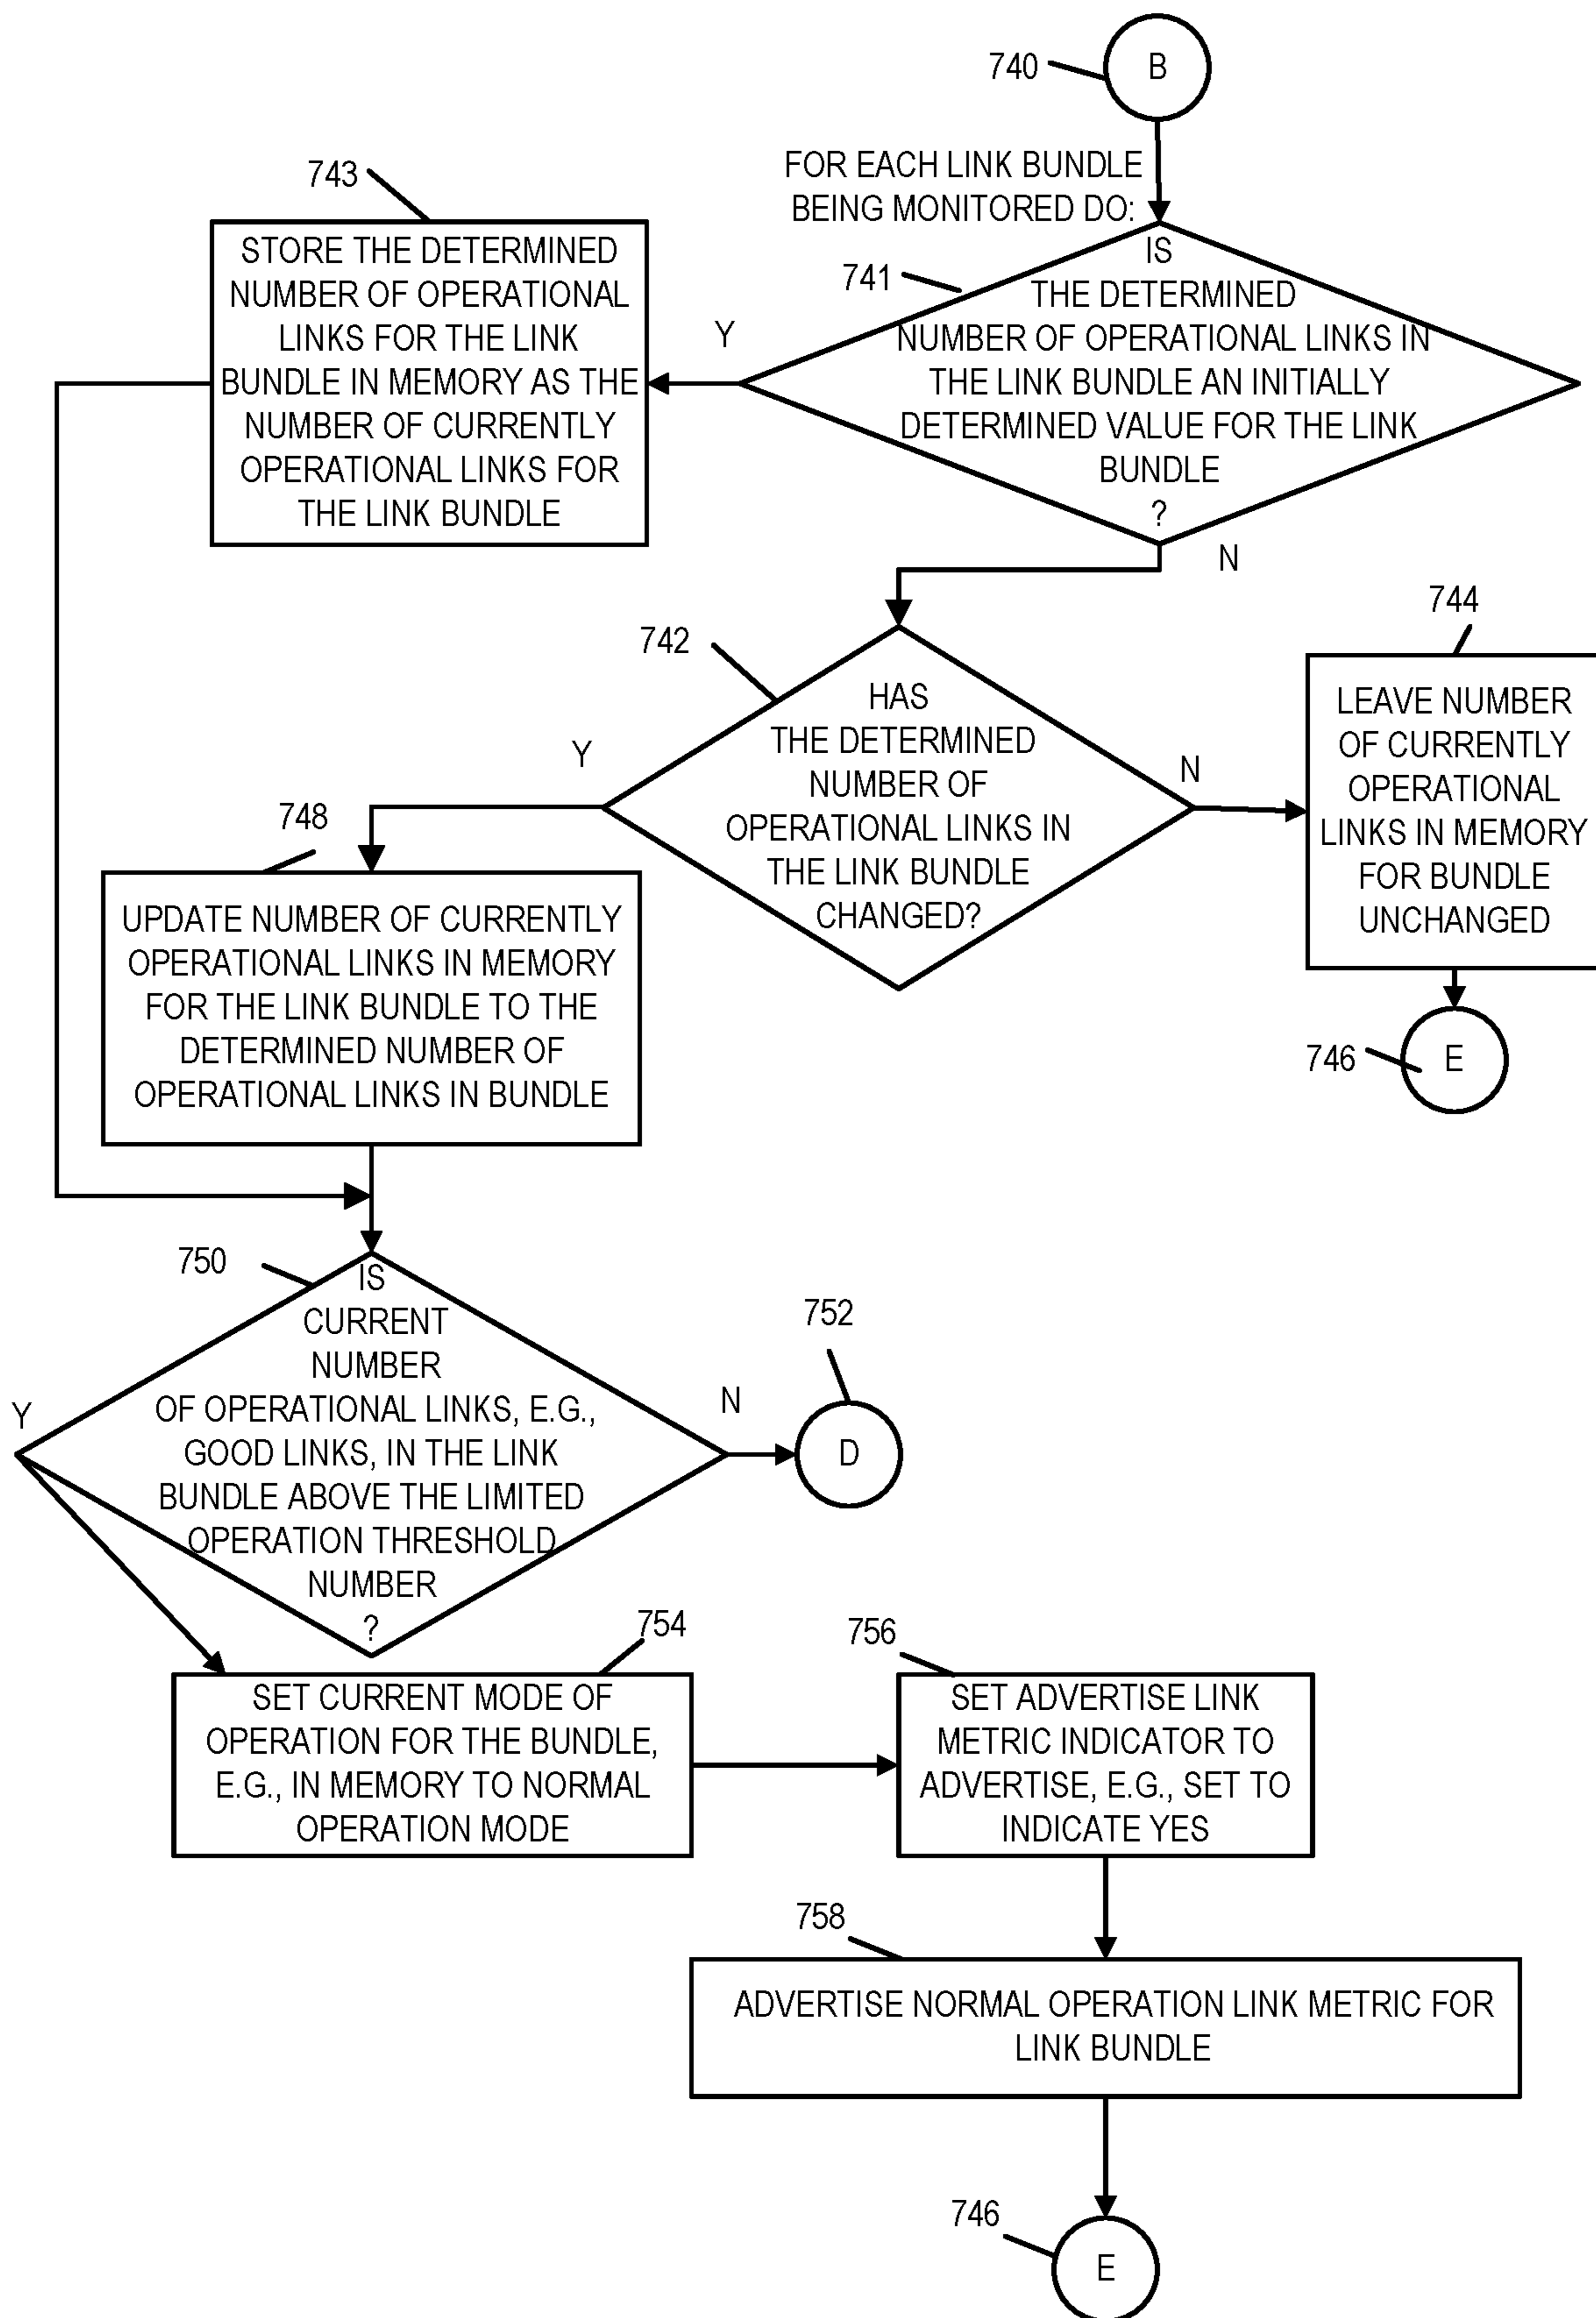 740
B
FOR EACH LINK BUNDLE
BEING MONITORED DO:
743
STORE THE DETERMINED
NUMBER OF OPERATIONAL
LINKS FOR THE LINK
BUNDLE IN MEMORY AS THE
NUMBER OF CURRENTLY
OPERATIONAL LINKS FOR
THE LINK BUNDLE
Y
741
IS
THE DETERMINED
NUMBER OF OPERATIONAL LINKS IN
THE LINK BUNDLE AN INITIALLY
DETERMINED VALUE FOR THE LINK
BUNDLE
?
N
742
HAS
THE DETERMINED
NUMBER OF
OPERATIONAL LINKS IN
THE LINK BUNDLE
CHANGED?
Y
N
744
LEAVE NUMBER
OF CURRENTLY
OPERATIONAL
LINKS IN MEMORY
FOR BUNDLE
UNCHANGED
746
E
748
UPDATE NUMBER OF CURRENTLY
OPERATIONAL LINKS IN MEMORY
FOR THE LINK BUNDLE TO THE
DETERMINED NUMBER OF
OPERATIONAL LINKS IN BUNDLE
750
IS
CURRENT
NUMBER
OF OPERATIONAL LINKS, E.G.,
GOOD LINKS, IN THE LINK
BUNDLE ABOVE THE LIMITED
OPERATION THRESHOLD
NUMBER
?
Y
N
752
D
754
SET CURRENT MODE OF
OPERATION FOR THE BUNDLE,
E.G., IN MEMORY TO NORMAL
OPERATION MODE
756
SET ADVERTISE LINK
METRIC INDICATOR TO
ADVERTISE, E.G., SET TO
INDICATE YES
758
ADVERTISE NORMAL OPERATION LINK METRIC FOR
LINK BUNDLE
746
E